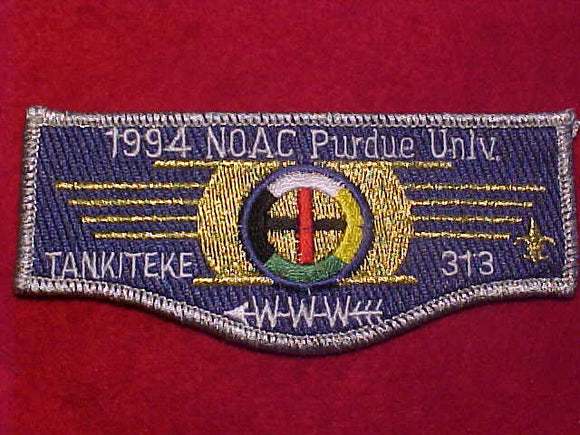 1994 NOAC Purdue Univ.
TANKITEKE 313
W-W-W